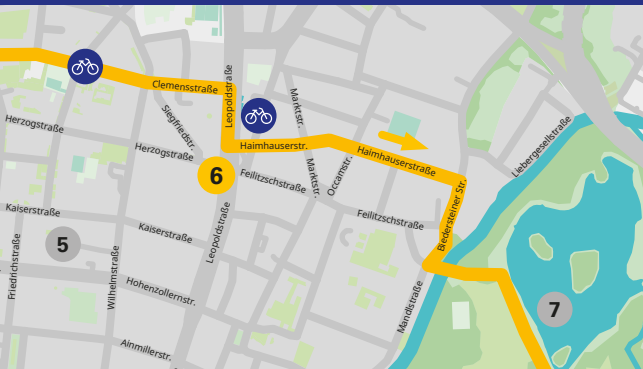 Clemensstraße
Leopoldstraße
Marktstr.
Siegfriedstr.
Herzogstraße
Herzogstraße
Haimhauserstr.
Haimhauserstraße
Liebergesellstraße
6
Feilitzschstraße
Marktstr.
Occamstr.
Biedersteiner Str.
Kaiserstraße
Kaiserstraße
Leopoldstraße
Feilitzschstraße
5
Friedrichstraße
Wilhelmstraße
Hohenzollernstr.
Mandlstraße
7
Ainmillerstr.